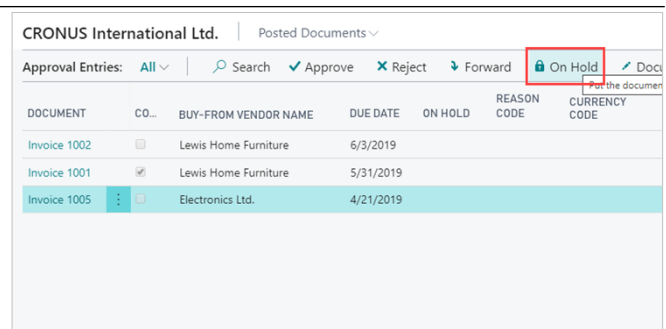 CRONUS International Ltd. Posted Documents
Approval Entries: All Search Approve Reject Forward On Hold Docu
Put the documen
DOCUMENT CO... BUY-FROM VENDOR NAME DUE DATE ON HOLD REASON CODE CURRENCY CODE
Invoice 1002 Lewis Home Furniture 6/3/2019
Invoice 1001 Lewis Home Furniture 5/31/2019
Invoice 1005 Electronics Ltd. 4/21/2019